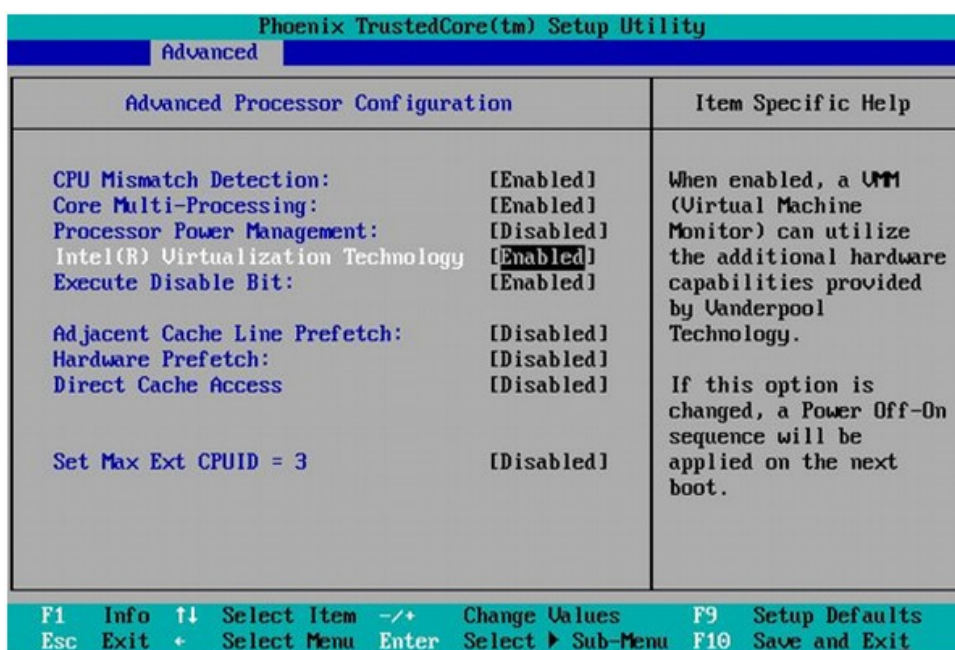 Phoenix TrustedCore(tm) Setup Utility
Advanced
Advanced Processor Configuration
Item Specific Help
CPU Mismatch Detection: [Enabled]
Core Multi-Processing: [Enabled]
Processor Power Management: [Disabled]
Intel(R) Virtualization Technology [Enabled]
Execute Disable Bit: [Enabled]
Adjacent Cache Line Prefetch: [Disabled]
Hardware Prefetch: [Disabled]
Direct Cache Access [Disabled]
Set Max Ext CPUID = 3 [Disabled]
When enabled, a VMM
(Virtual Machine
Monitor) can utilize
the additional hardware
capabilities provided
by Vanderpool
Technology.
If this option is
changed, a Power Off-On
sequence will be
applied on the next
boot.
F1 Info ↑↓ Select Item -/+ Change Values F9 Setup Defaults
Esc Exit ← Select Menu Enter Select ▶ Sub-Menu F10 Save and Exit